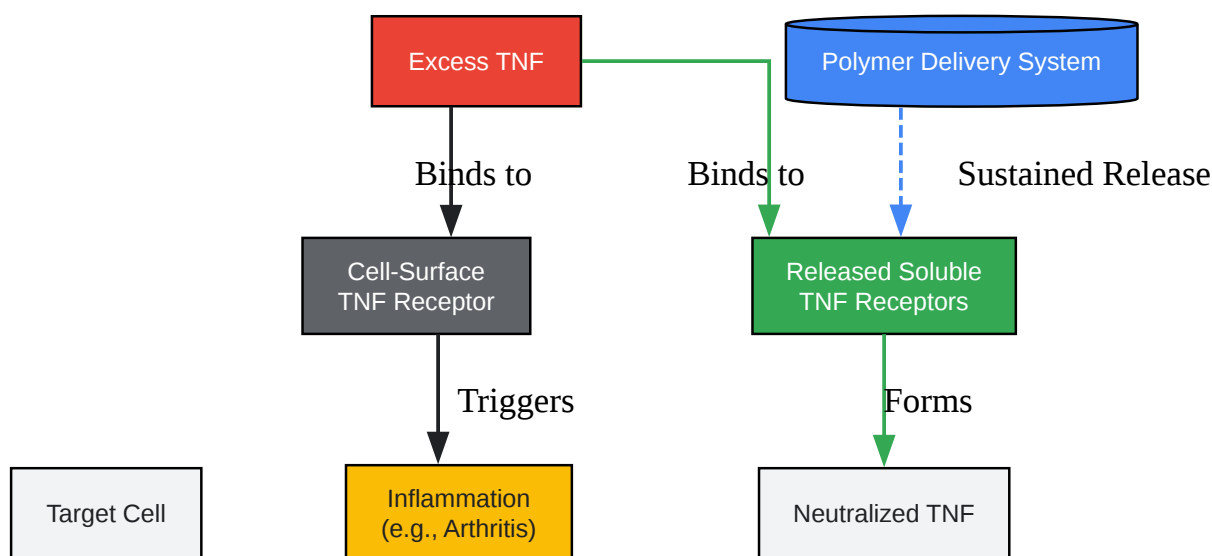 Excess TNF
Polymer Delivery System
Binds to
Binds to
Sustained Release
Cell-Surface
TNF Receptor
Released Soluble
TNF Receptors
Triggers
Forms
Target Cell
Inflammation
(e.g., Arthritis)
Neutralized TNF